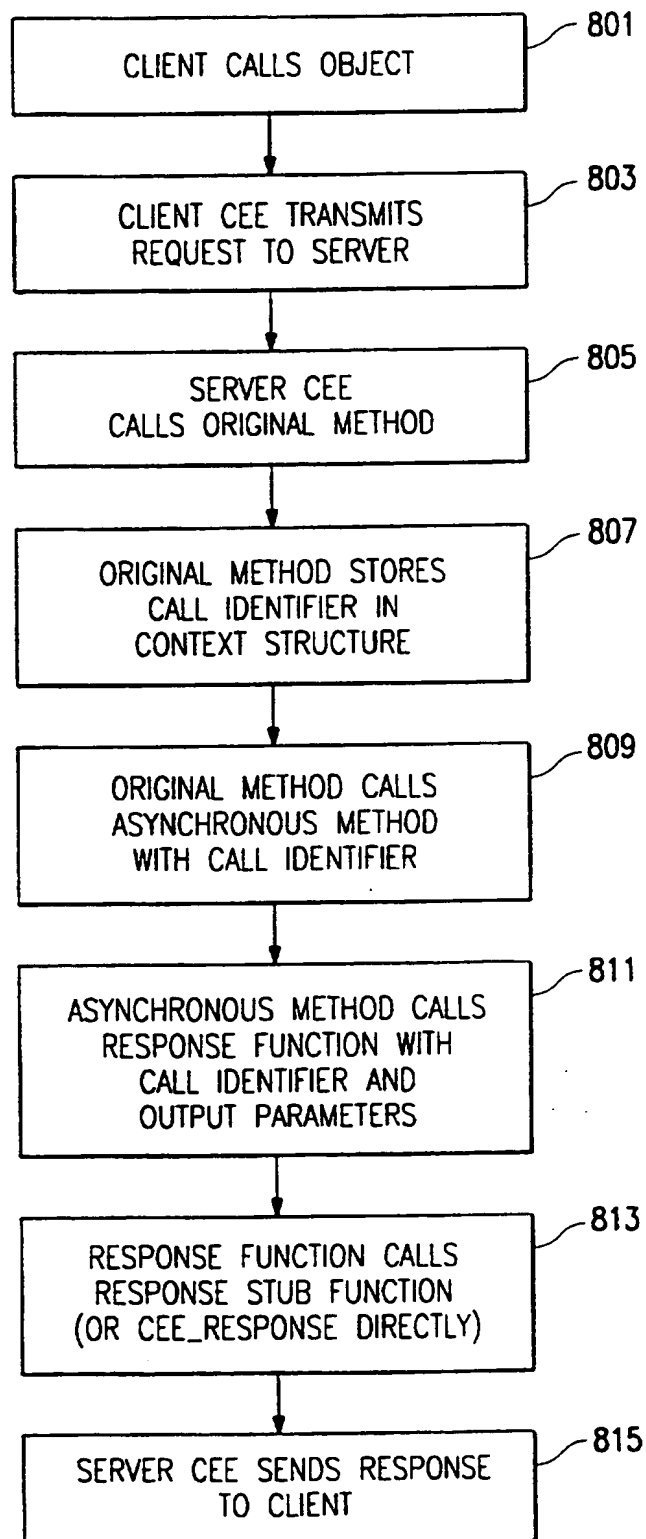 801
CLIENT CALLS OBJECT
803
CLIENT CEE TRANSMITS
REQUEST TO SERVER
805
SERVER CEE
CALLS ORIGINAL METHOD
807
ORIGINAL METHOD STORES
CALL IDENTIFIER IN
CONTEXT STRUCTURE
809
ORIGINAL METHOD CALLS
ASYNCHRONOUS METHOD
WITH CALL IDENTIFIER
811
ASYNCHRONOUS METHOD CALLS
RESPONSE FUNCTION WITH
CALL IDENTIFIER AND
OUTPUT PARAMETERS
813
RESPONSE FUNCTION CALLS
RESPONSE STUB FUNCTION
(OR CEE_RESPONSE DIRECTLY)
815
SERVER CEE SENDS RESPONSE
TO CLIENT